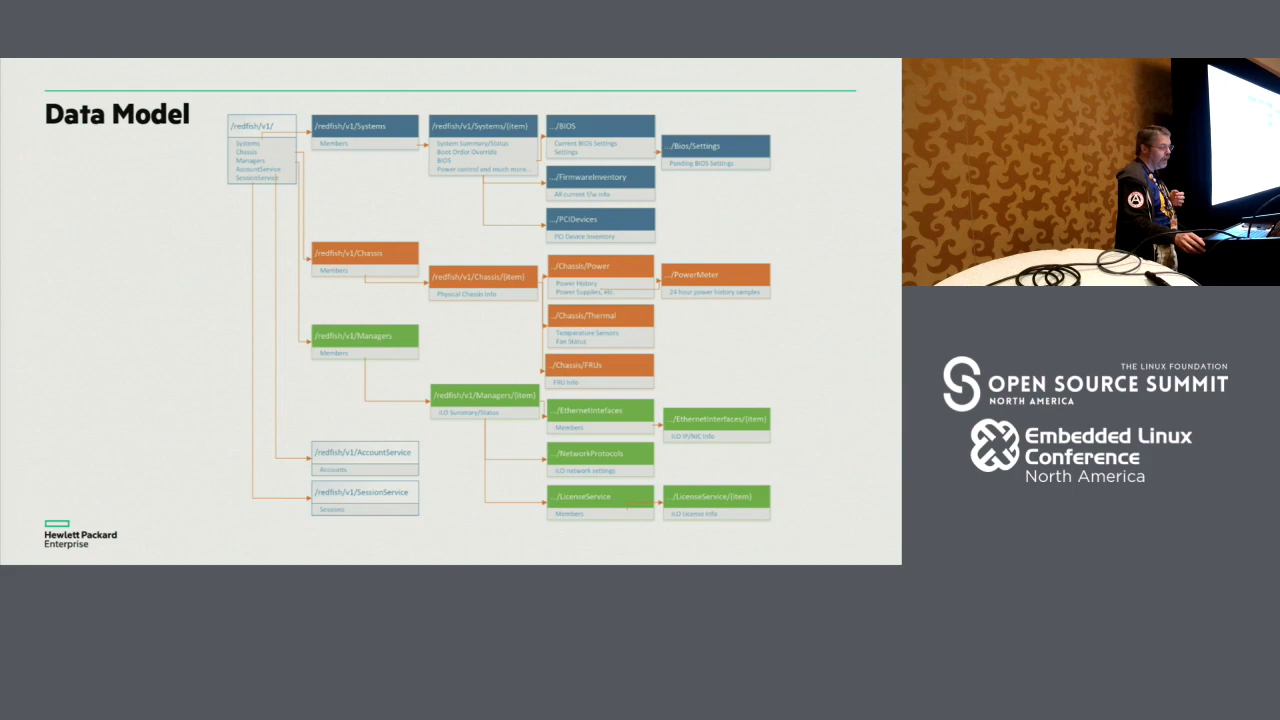 Data Model
/redfish/v1/
Systems
Chassis
Managers
AccountService
SessionService
/redfish/v1/Systems
Members
/redfish/v1/Systems/{item}
System Summary/Status
Boot Order Override
BIOS
Power control and much more...
.../BIOS
Current BIOS Settings
Settings
.../Bios/Settings
Pending BIOS Settings
.../FirmwareInventory
All current f/w info
.../PCIDevices
PCI Device Inventory
/redfish/v1/Chassis
Members
/redfish/v1/Chassis/{item}
Physical Chassis Info
.../Chassis/Power
Power History
Power Supplies, etc.
.../PowerMeter
24 hour power history samples
.../Chassis/Thermal
Temperature Sensors
Fan Status
.../Chassis/FRUs
FRU Info
/redfish/v1/Managers
Members
/redfish/v1/Managers/{item}
iLO Summary/Status
.../EthernetIntefaces
Members
.../EthernetInterfaces/{item}
iLO IP/NIC Info
.../NetworkProtocols
iLO network settings
.../LicenseService
Members
.../LicenseService/{item}
iLO License Info
/redfish/v1/AccountService
Accounts
/redfish/v1/SessionService
Sessions
Hewlett Packard
Enterprise
THE LINUX FOUNDATION
OPEN SOURCE SUMMIT
NORTH AMERICA
Embedded Linux
Conference
North America